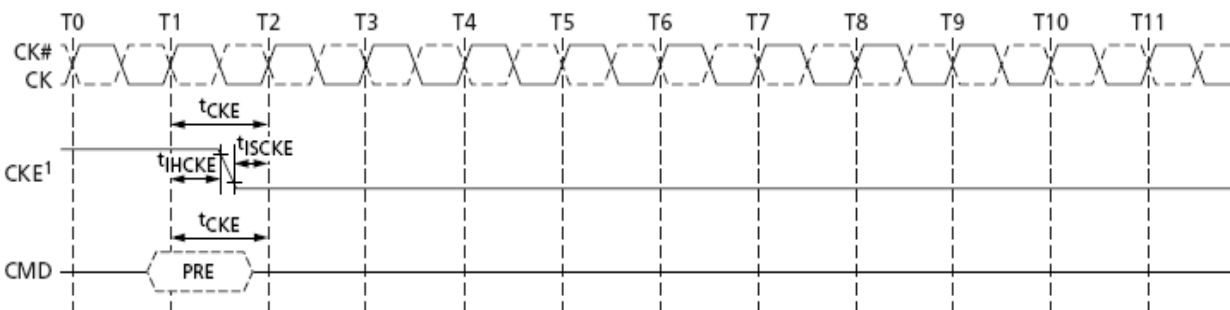 T0 T1 T2 T3 T4 T5 T6 T7 T8 T9 T10 T11
CK#
CK
tCKE
tISCKE
tIHCKE
CKE1
tCKE
CMD PRE